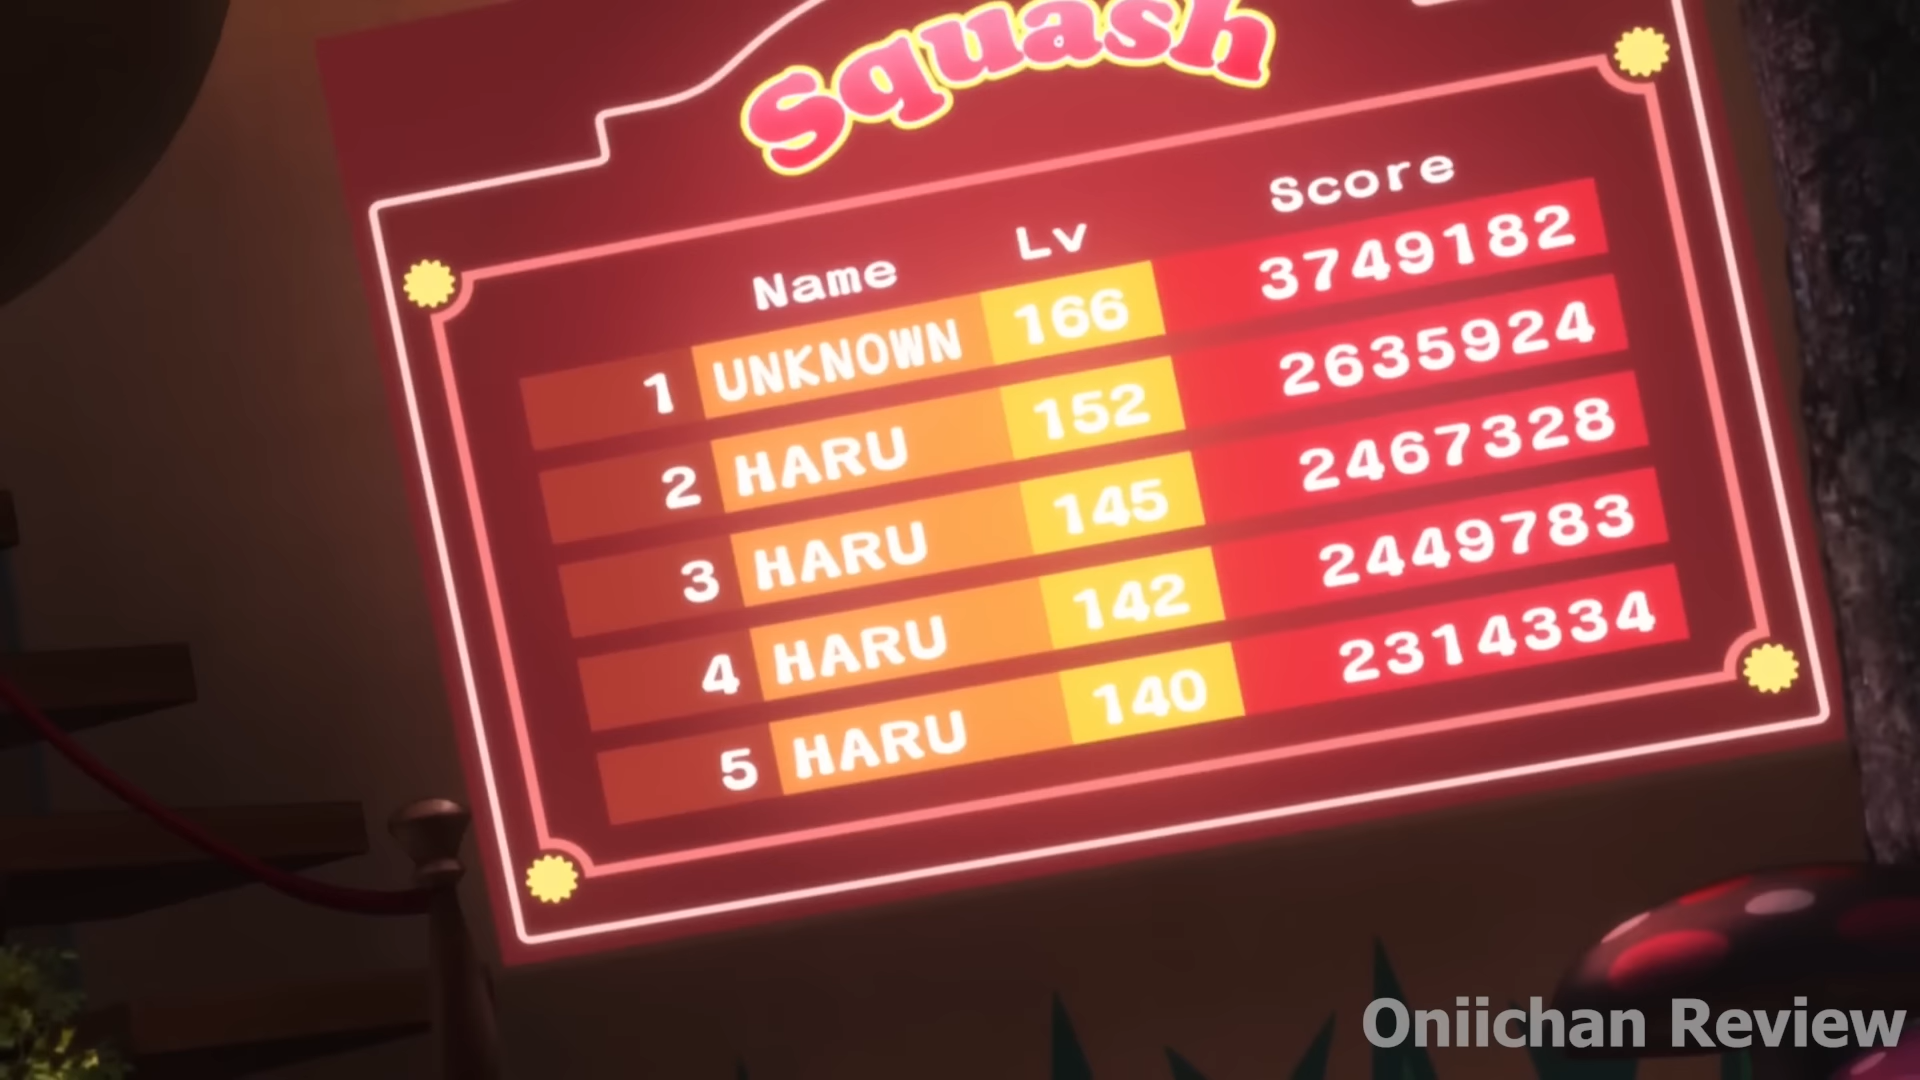 Squash
Name Lv Score
1 UNKNOWN 166 3749182
2 HARU 152 2635924
3 HARU 145 2467328
4 HARU 142 2449783
5 HARU 140 2314334
Oniichan Review